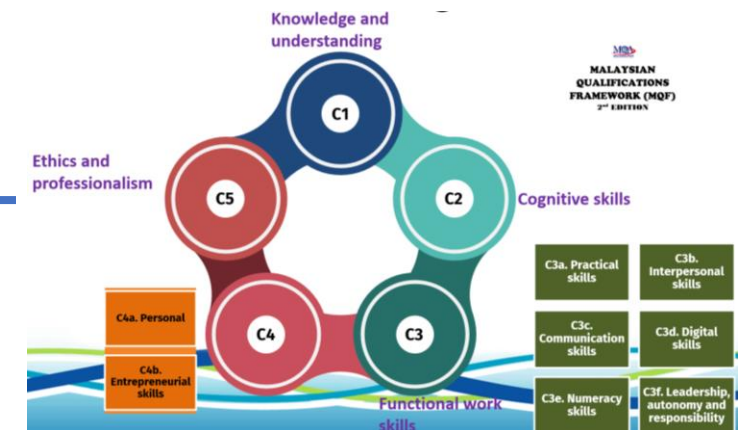 Knowledge and
understanding
MQA
MALAYSIAN
QUALIFICATIONS
FRAMEWORK (MQF)
2nd EDITION
C1
Ethics and
professionalism
C5
C2
Cognitive skills
C3a. Practical
skills
C3b.
Interpersonal
skills
C4a. Personal
C4
C3
C3c.
Communication
skills
C3d. Digital
skills
C4b.
Entrepreneurial
skills
Functional work
skills
C3e. Numeracy
skills
C3f. Leadership,
autonomy and
responsibility